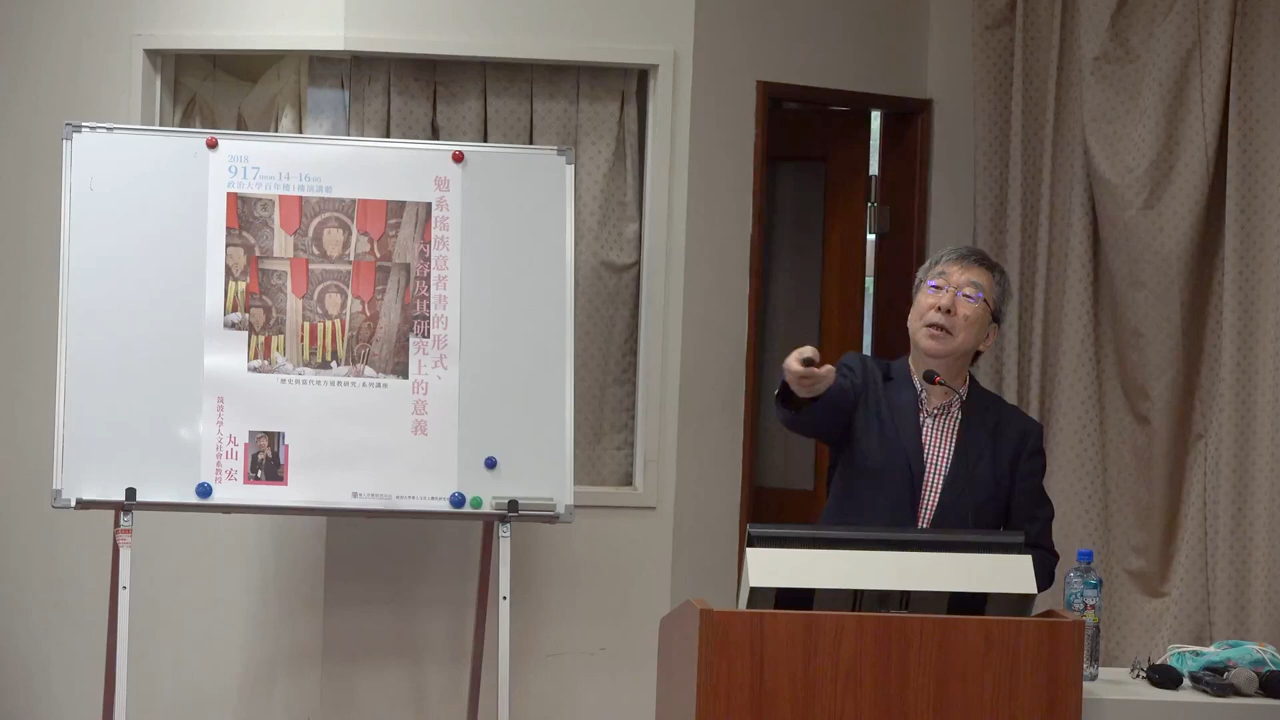 2018
917 mon 14－16:00
政治大學百年樓1樓演講廳
勉系瑤族意者書的形式、
內容及其研究上的意義
「歷史與當代地方道教研究」系列講座
筑波大學人文社會系教授
丸山 宏